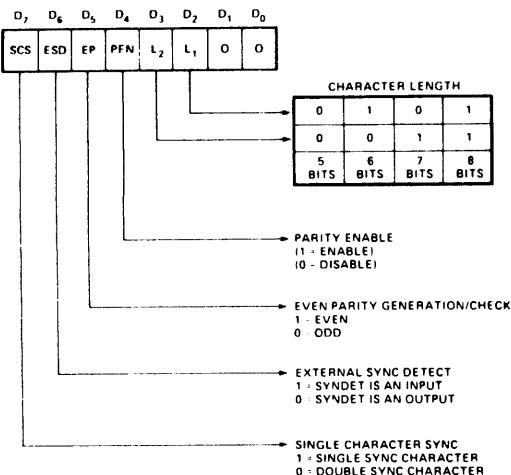 D7 D6 D5 D4 D3 D2 D1 D0
SCS ESD EP PFN L2 L1 O O
CHARACTER LENGTH
0 1 0 1
0 0 1 1
5 BITS 6 BITS 7 BITS 8 BITS
PARITY ENABLE
(1 = ENABLE)
(0 - DISABLE)
EVEN PARITY GENERATION/CHECK
1 - EVEN
0 - ODD
EXTERNAL SYNC DETECT
1 = SYNDET IS AN INPUT
0 = SYNDET IS AN OUTPUT
SINGLE CHARACTER SYNC
1 = SINGLE SYNC CHARACTER
0 = DOUBLE SYNC CHARACTER